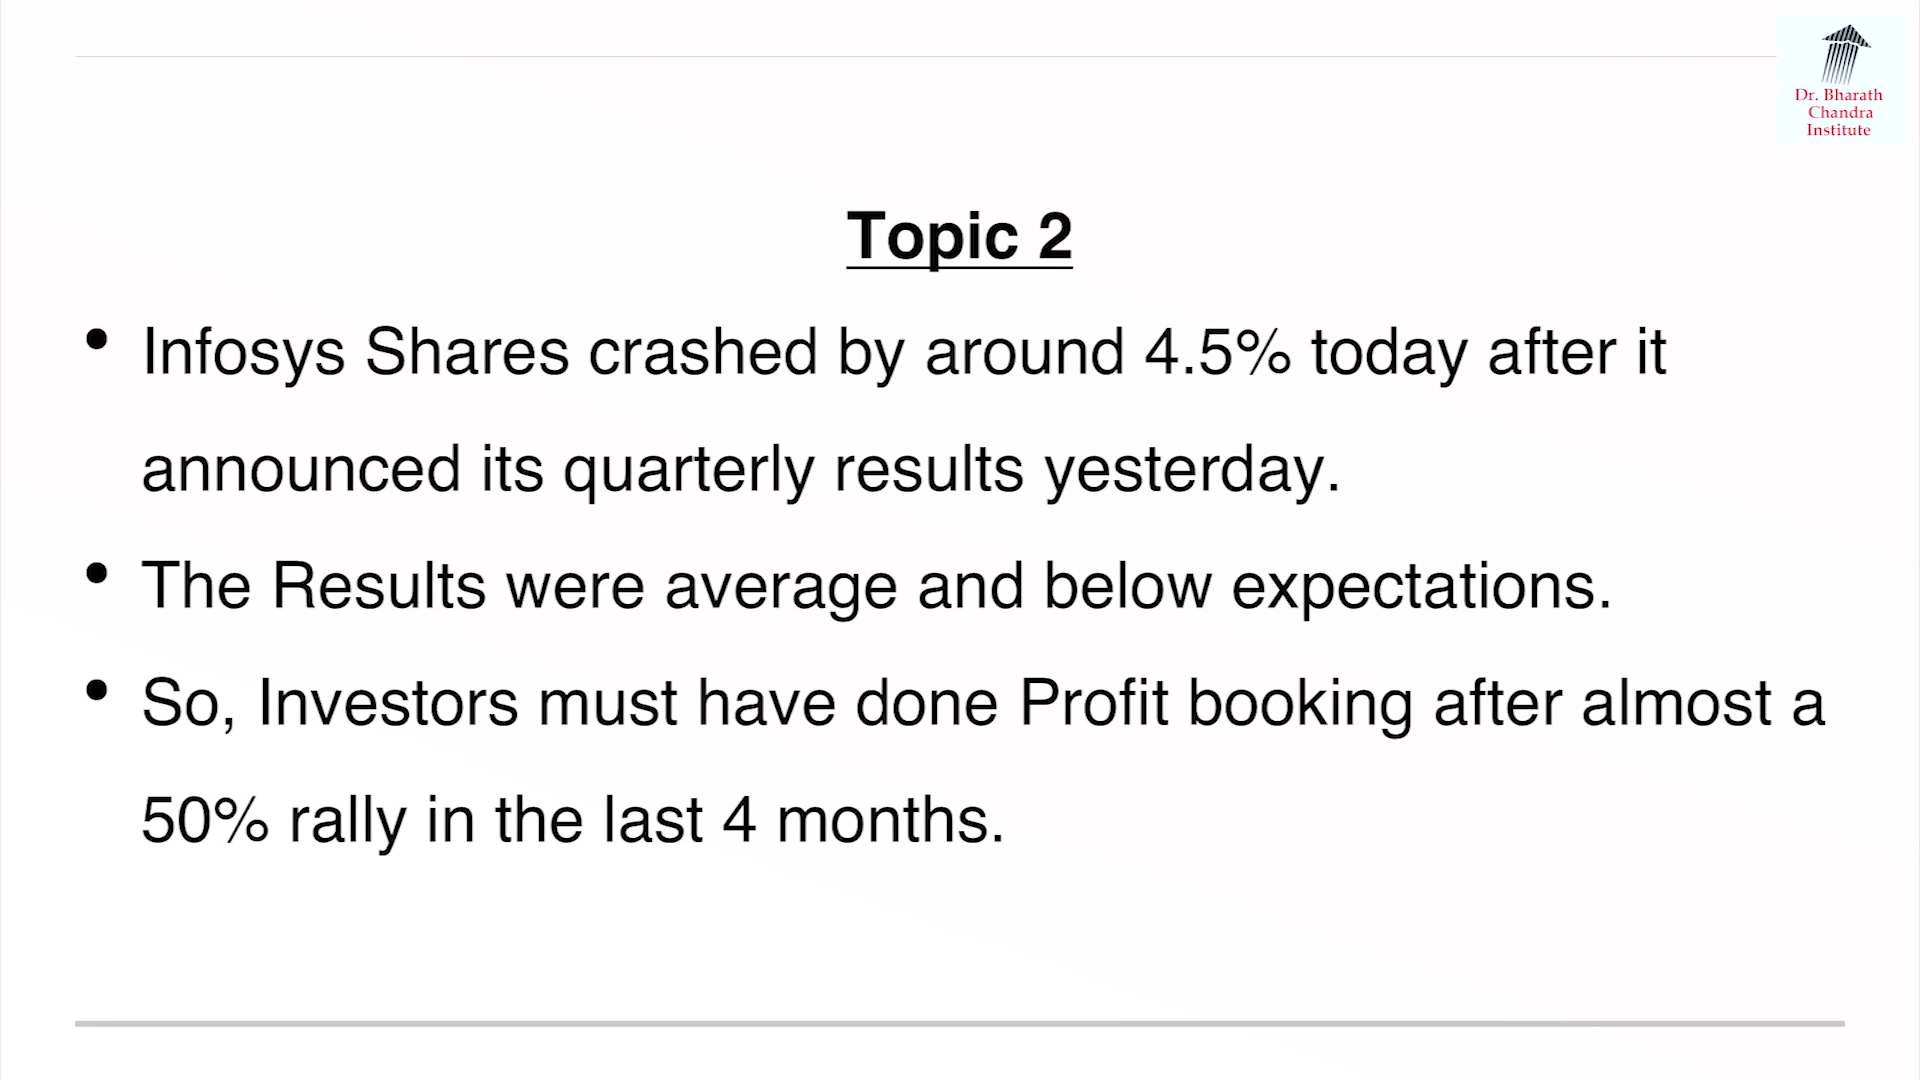 Dr. Bharath
Chandra
Institute
Topic 2
• Infosys Shares crashed by around 4.5% today after it
announced its quarterly results yesterday.
• The Results were average and below expectations.
• So, Investors must have done Profit booking after almost a
50% rally in the last 4 months.